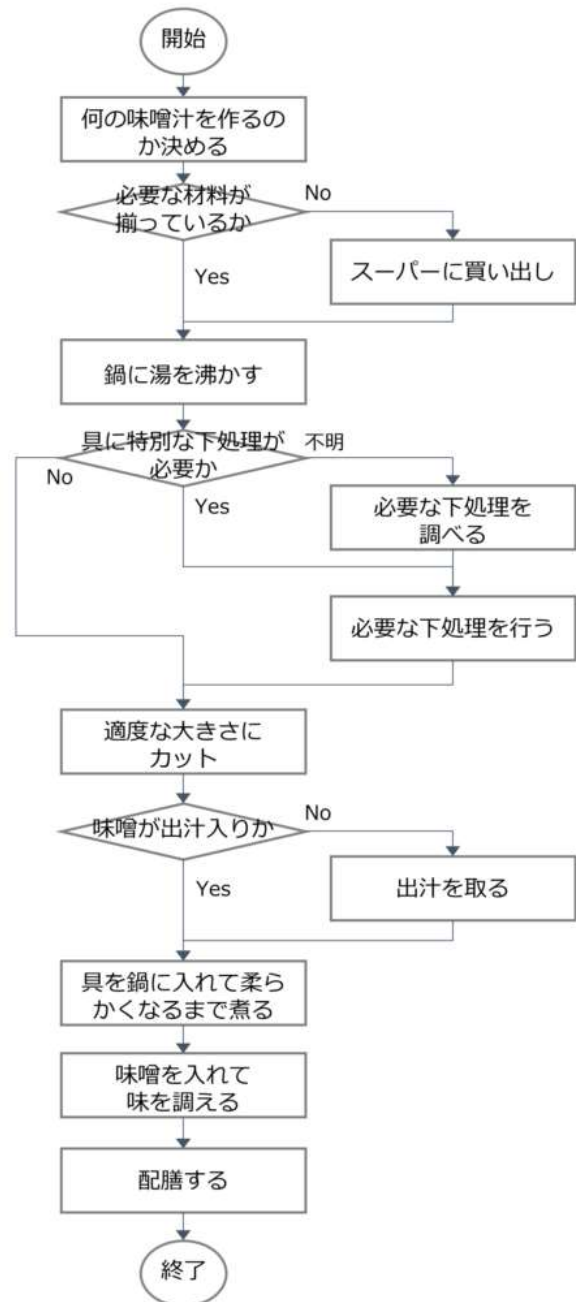 開始
何の味噌汁を作るの
か決める
必要な材料が
揃っているか
No
Yes
スーパーに買い出し
鍋に湯を沸かす
具に特別な下処理が
必要か
不明
No
Yes
必要な下処理を
調べる
必要な下処理を行う
適度な大きさに
カット
味噌が出汁入りか
No
Yes
出汁を取る
具を鍋に入れて柔ら
かくなるまで煮る
味噌を入れて
味を調える
配膳する
終了